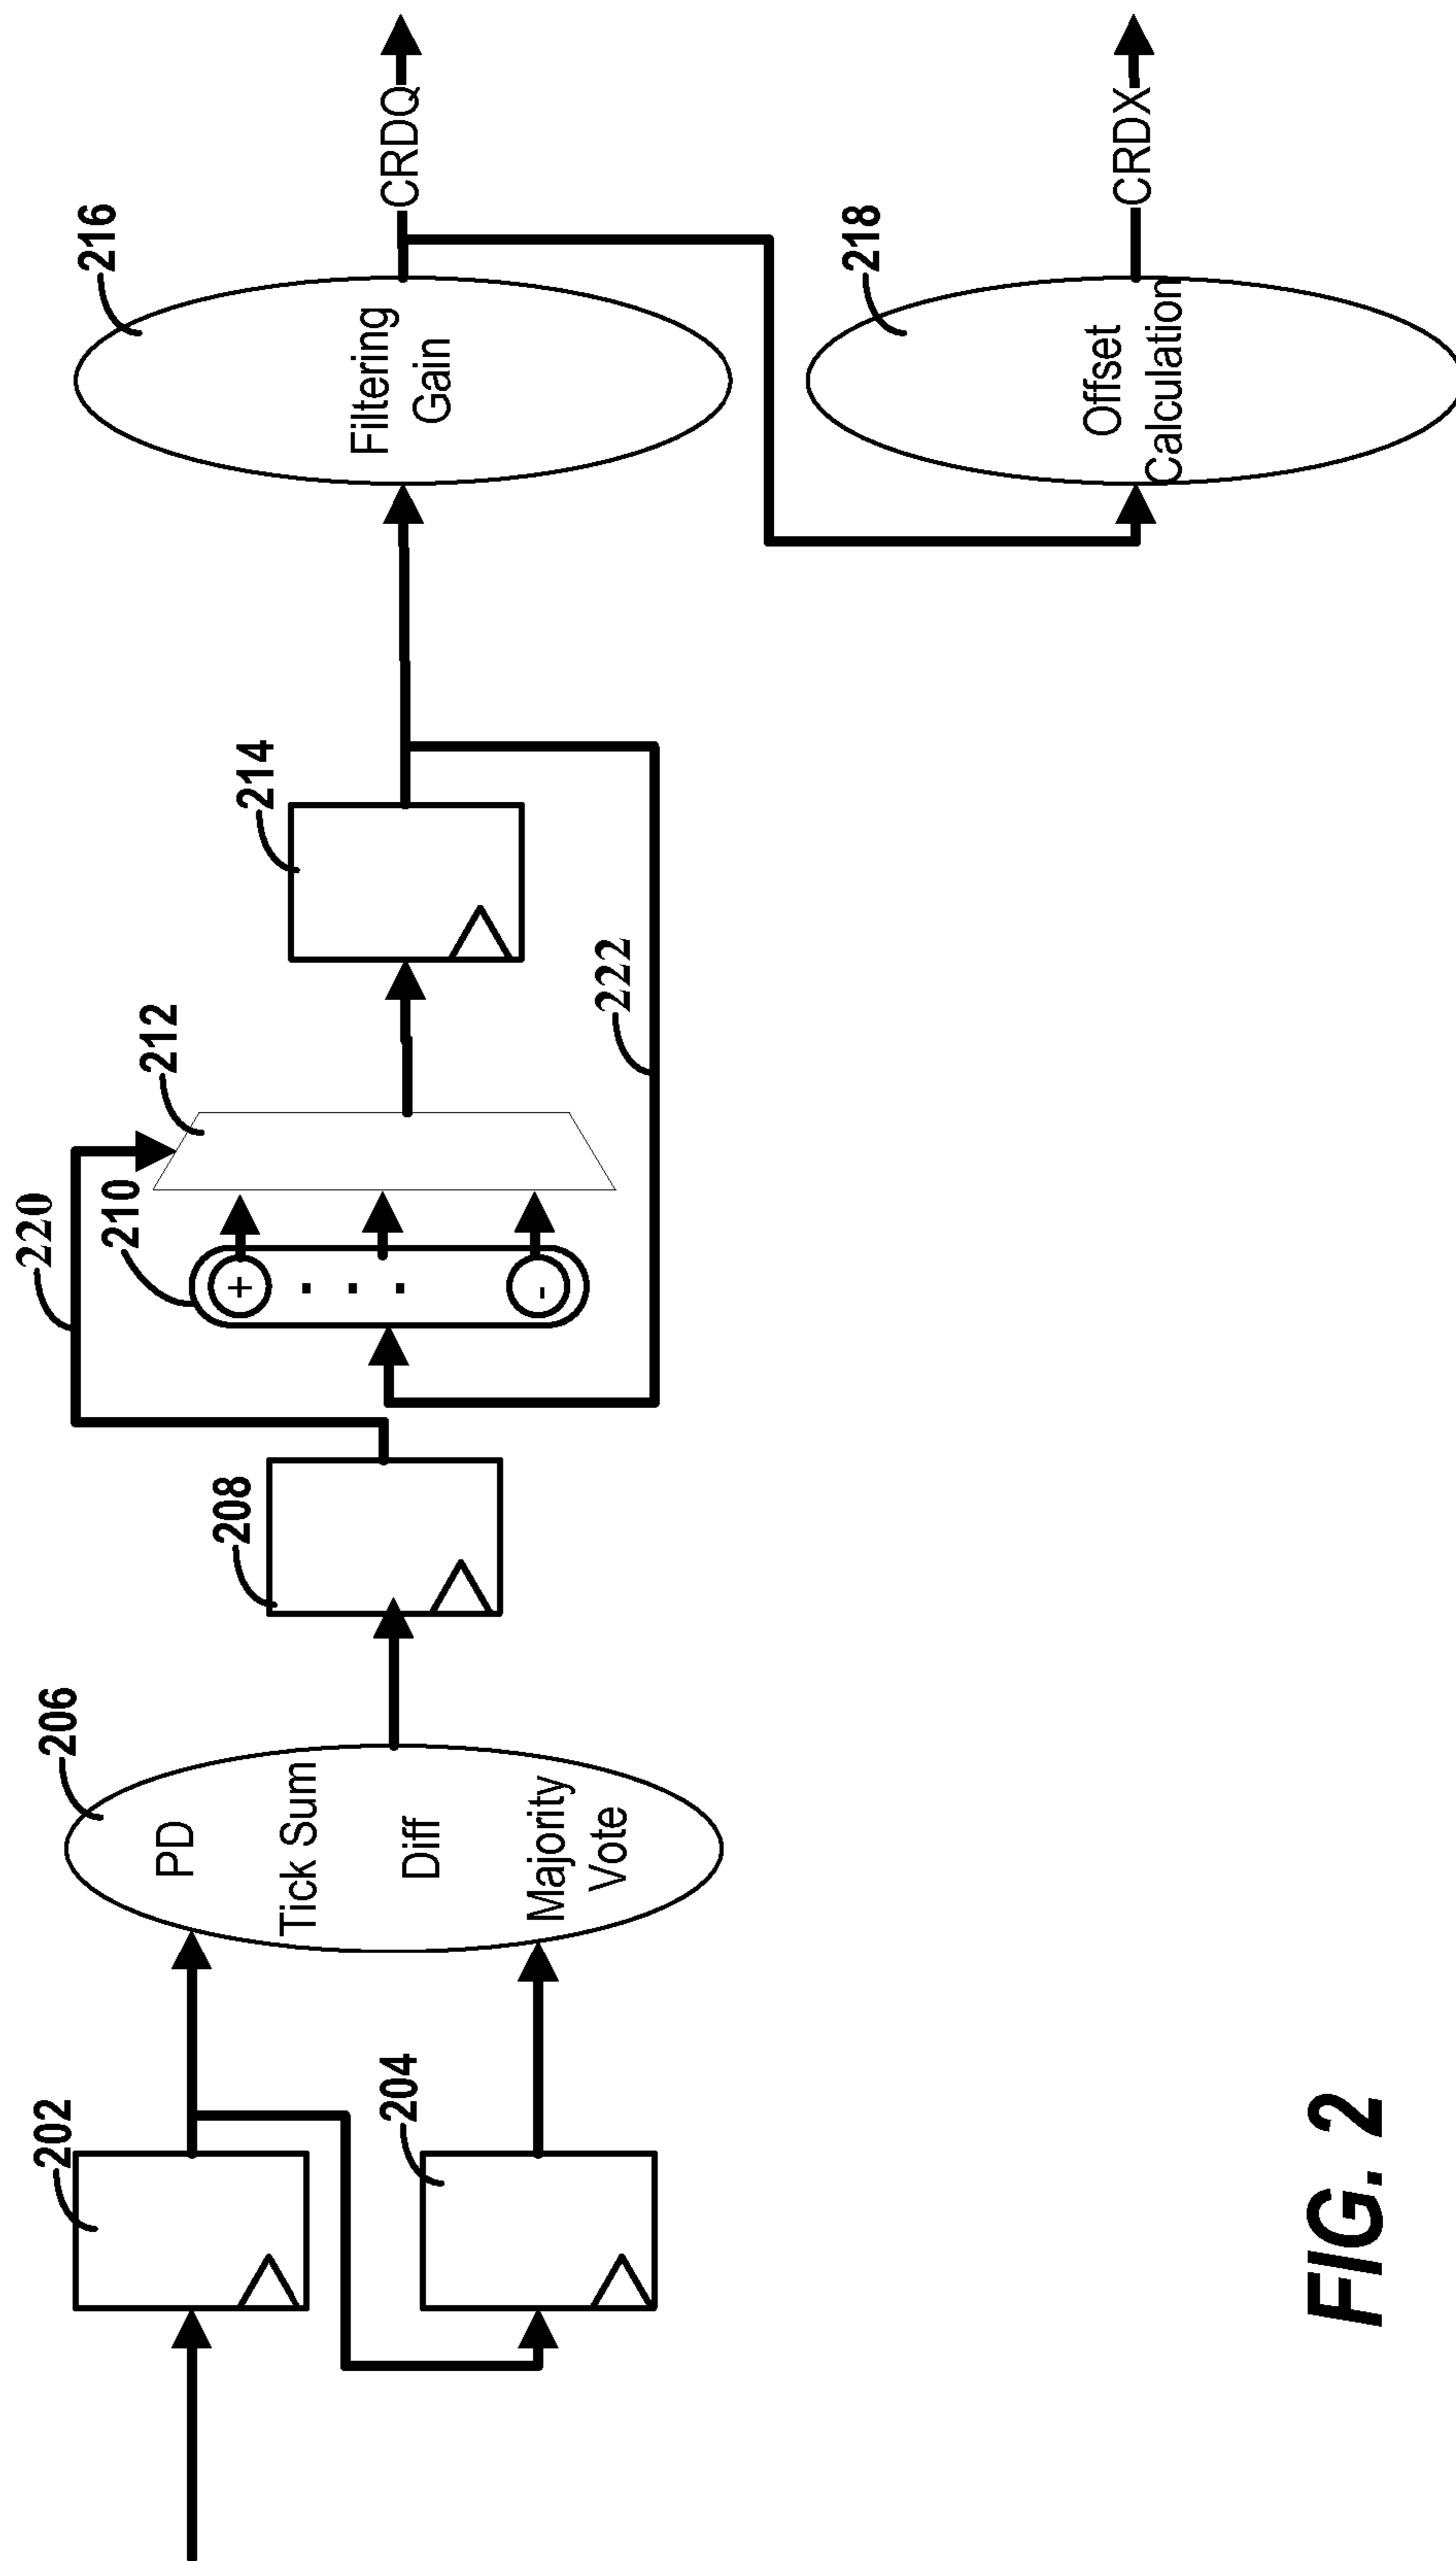 202
204
206
PD
Tick Sum
Diff
Majority
Vote
208
220
210
+
. . .
-
212
222
214
216
Filtering
Gain
CRDQ
218
Offset
Calculation
CRDX
FIG. 2